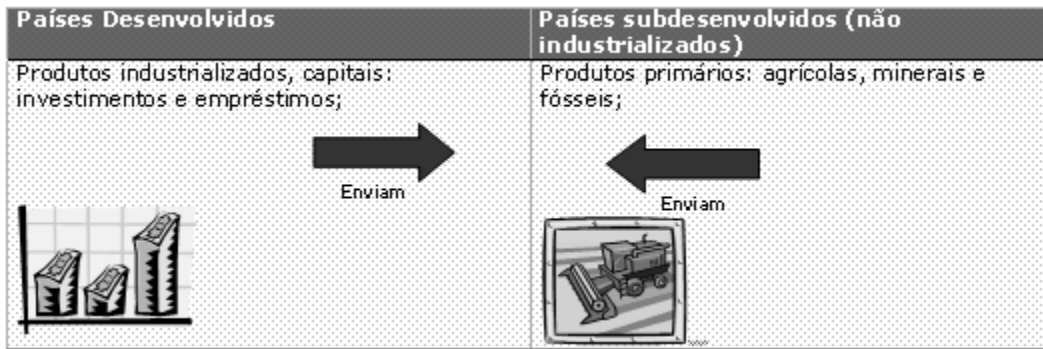 Países Desenvolvidos
Países subdesenvolvidos (não
industrializados)
Produtos industrializados, capitais:
investimentos e empréstimos;
Enviam
Produtos primários: agrícolas, minerais e
fósseis;
Enviam